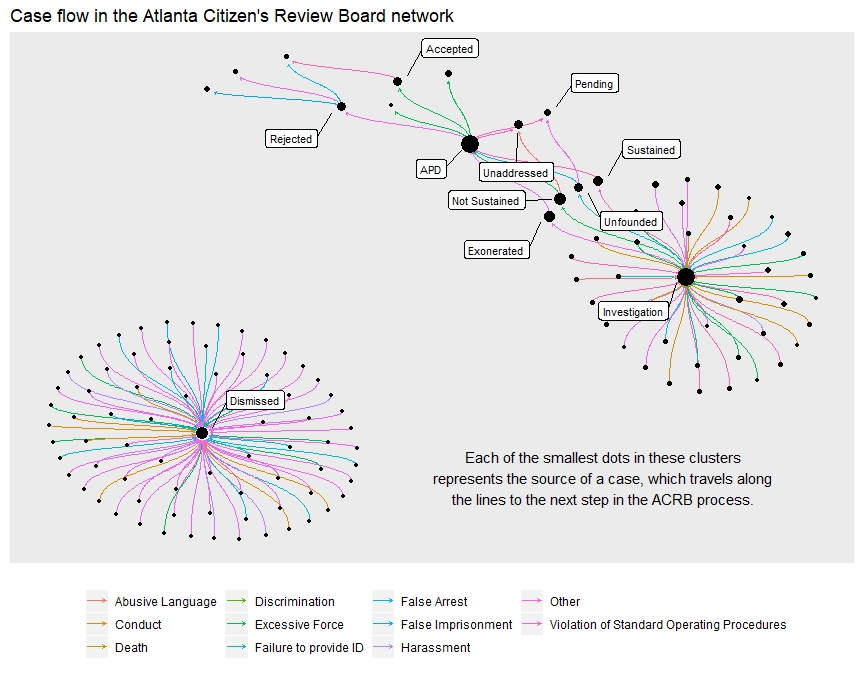 Case flow in the Atlanta Citizen's Review Board network
Accepted
Pending
Rejected
Sustained
APD
Unaddressed
Not Sustained
Unfounded
Exonerated
Investigation
Dismissed
Each of the smallest dots in these clusters
represents the source of a case, which travels along
the lines to the next step in the ACRB process.
Abusive Language
Discrimination
False Arrest
Other
Conduct
Excessive Force
False Imprisonment
Violation of Standard Operating Procedures
Death
Failure to provide ID
Harassment